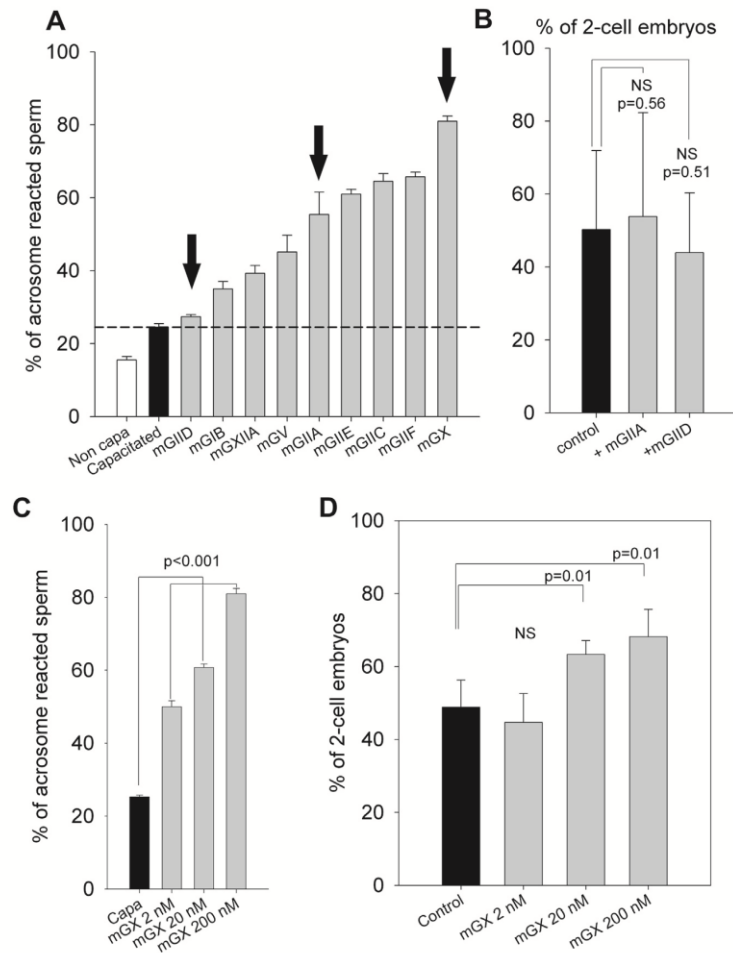 A
% of acrosome reacted sperm
100
80
60
40
20
0
Non capa
Capacitated
mGIID
mGIB
mGXIIA
mGV
mGIIA
mGIIE
mGIIC
mGIIF
mGX
B
% of 2-cell embryos
100
80
60
40
20
0
NS
p=0.56
NS
p=0.51
control
+ mGIIA
+mGIID
C
% of acrosome reacted sperm
100
80
60
40
20
0
p<0.001
Capa
mGX 2 nM
mGX 20 nM
mGX 200 nM
D
% of 2-cell embryos
100
80
60
40
20
0
p=0.01
p=0.01
NS
Control
mGX 2 nM
mGX 20 nM
mGX 200 nM